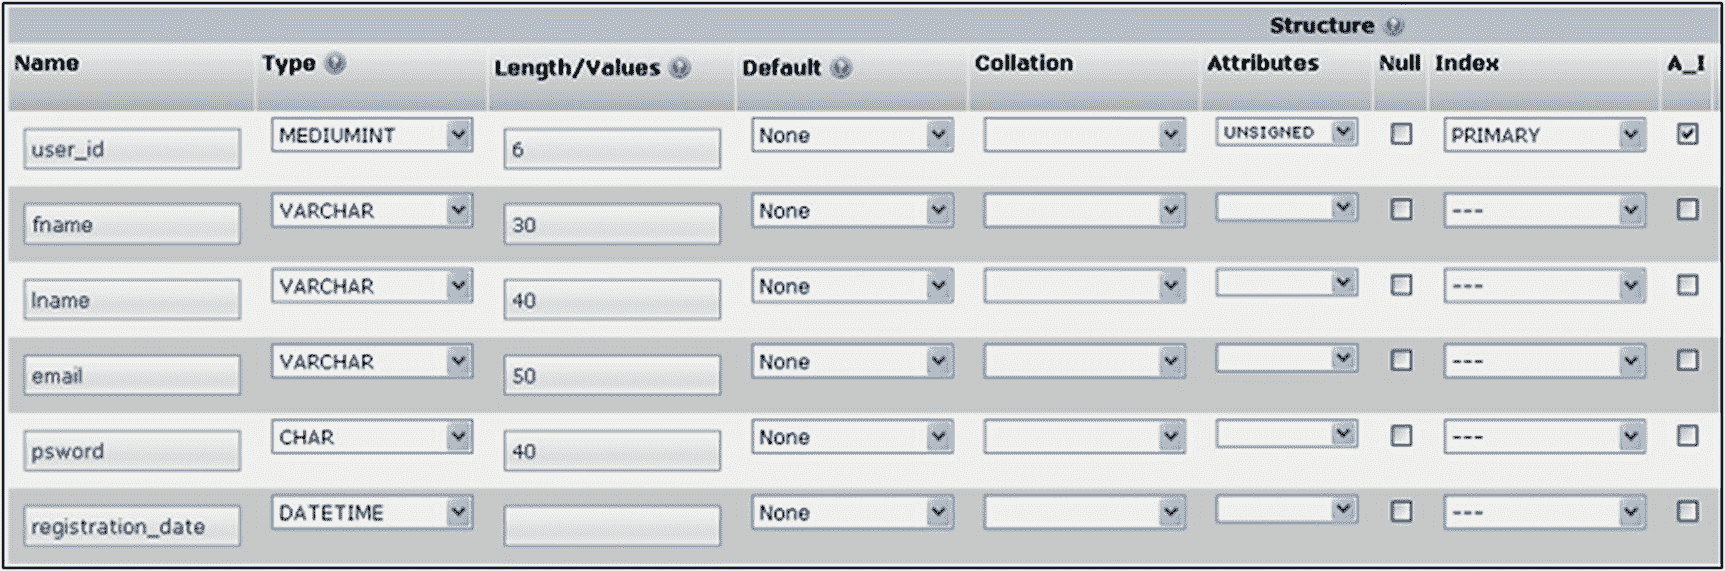 Structure
Name Type Length/Values Default Collation Attributes Null Index A_I
user_id MEDIUMINT 6 None UNSIGNED PRIMARY
fname VARCHAR 30 None ---
lname VARCHAR 40 None ---
email VARCHAR 50 None ---
psword CHAR 40 None ---
registration_date DATETIME None ---